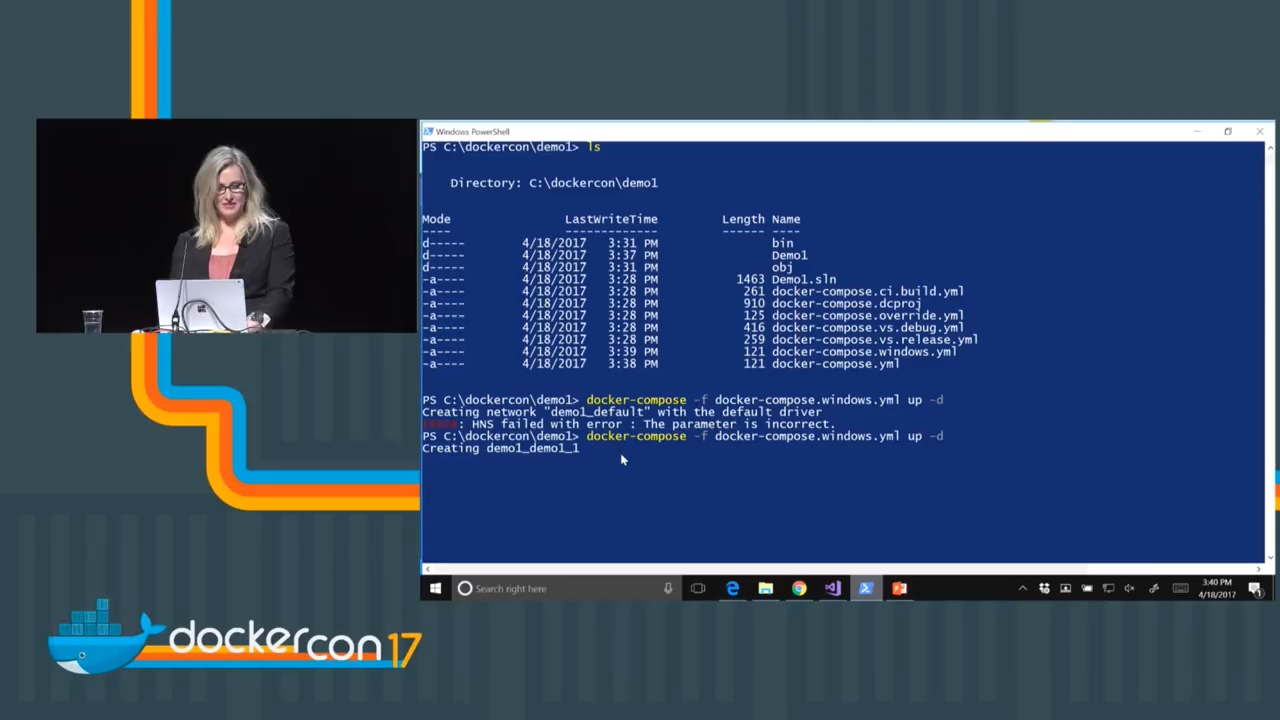 Windows PowerShell
PS C:\dockercon\demo1> ls
Directory: C:\dockercon\demo1
Mode LastWriteTime Length Name
---- ------------- ------ ----
d----- 4/18/2017 3:31 PM bin
d----- 4/18/2017 3:37 PM Demo1
d----- 4/18/2017 3:31 PM obj
-a---- 4/18/2017 3:28 PM 1463 Demo1.sln
-a---- 4/18/2017 3:28 PM 261 docker-compose.ci.build.yml
-a---- 4/18/2017 3:28 PM 910 docker-compose.dcproj
-a---- 4/18/2017 3:28 PM 125 docker-compose.override.yml
-a---- 4/18/2017 3:28 PM 416 docker-compose.vs.debug.yml
-a---- 4/18/2017 3:28 PM 259 docker-compose.vs.release.yml
-a---- 4/18/2017 3:39 PM 121 docker-compose.windows.yml
-a---- 4/18/2017 3:38 PM 121 docker-compose.yml
PS C:\dockercon\demo1> docker-compose -f docker-compose.windows.yml up -d
Creating network "demo1_default" with the default driver
ERROR: HNS failed with error : The parameter is incorrect.
PS C:\dockercon\demo1> docker-compose -f docker-compose.windows.yml up -d
Creating demo1_demo1_1
Search right here
3:40 PM
4/18/2017
dockercon 17